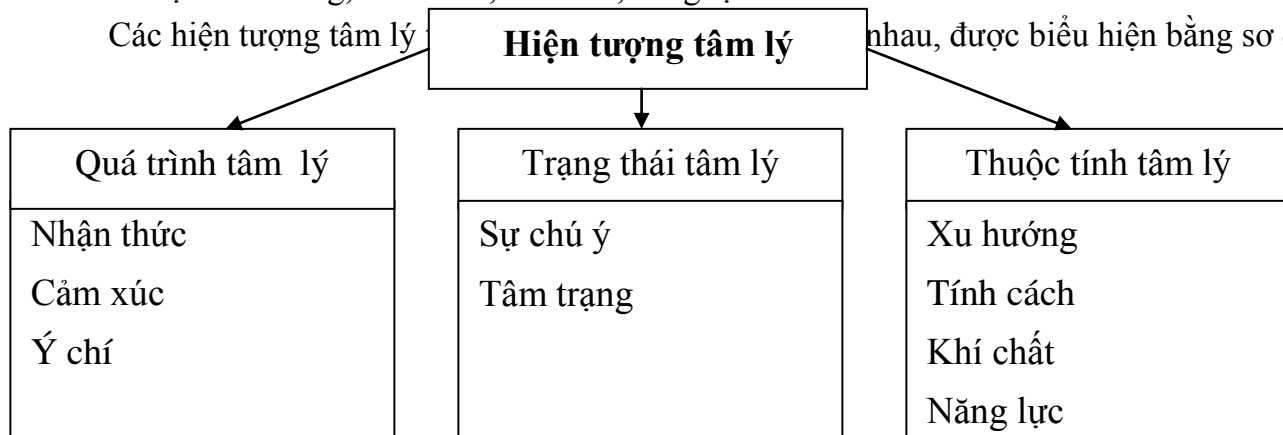 Các hiện tượng tâm lý nhau, được biểu hiện bằng sơ
Hiện tượng tâm lý
Quá trình tâm lý
Nhận thức
Cảm xúc
Ý chí
Trạng thái tâm lý
Sự chú ý
Tâm trạng
Thuộc tính tâm lý
Xu hướng
Tính cách
Khí chất
Năng lực